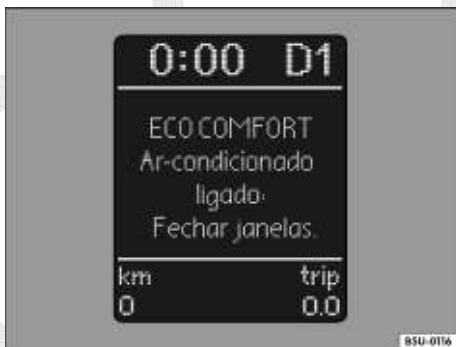 0:00 D1
ECO COMFORT
Ar-condicionado
ligado:
Fechar janelas.
km trip
0 0.0
B5U-0116